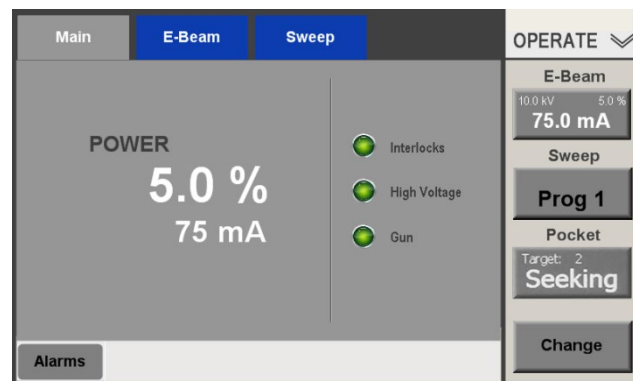 Main
E-Beam
Sweep
POWER
5.0 %
75 mA
Interlocks
High Voltage
Gun
Alarms
OPERATE
E-Beam
10.0 kV 5.0 %
75.0 mA
Sweep
Prog 1
Pocket
Target: 2
Seeking
Change